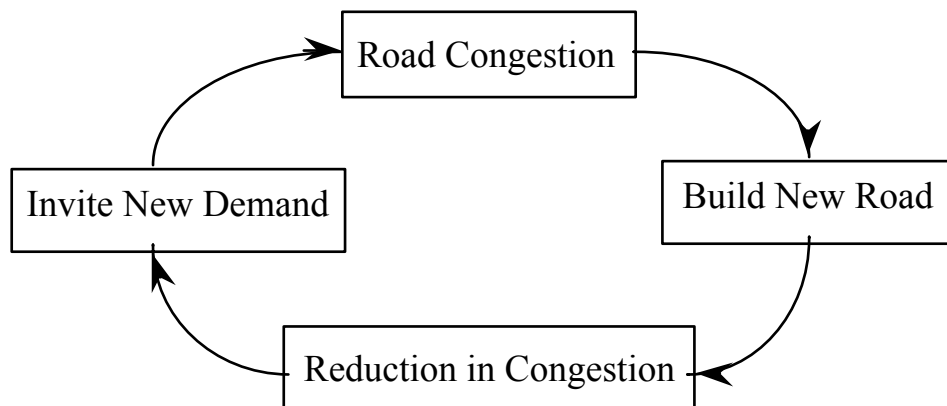 Road Congestion
Invite New Demand
Build New Road
Reduction in Congestion